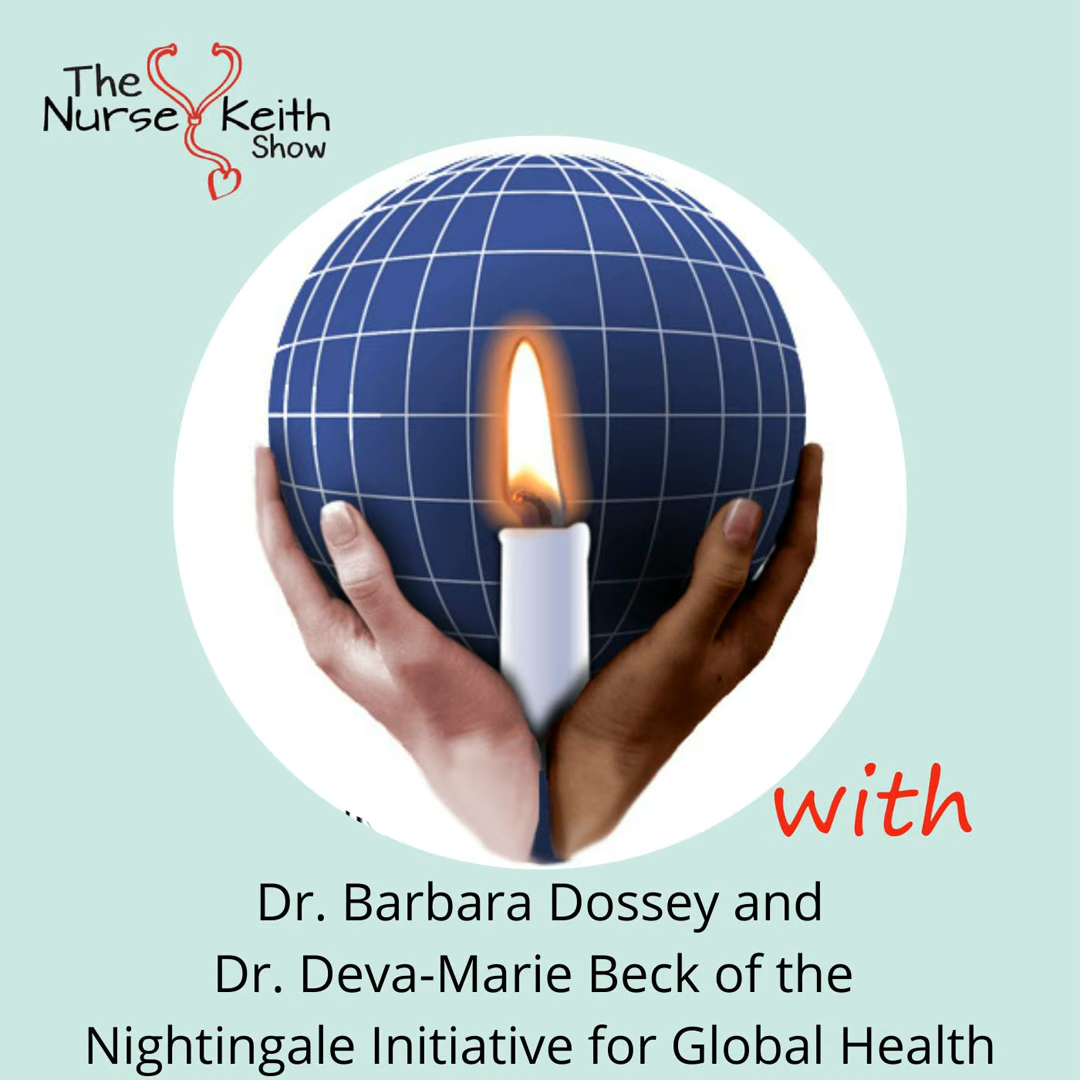 The
Nurse Keith
Show
with
Dr. Barbara Dossey and
Dr. Deva-Marie Beck of the
Nightingale Initiative for Global Health